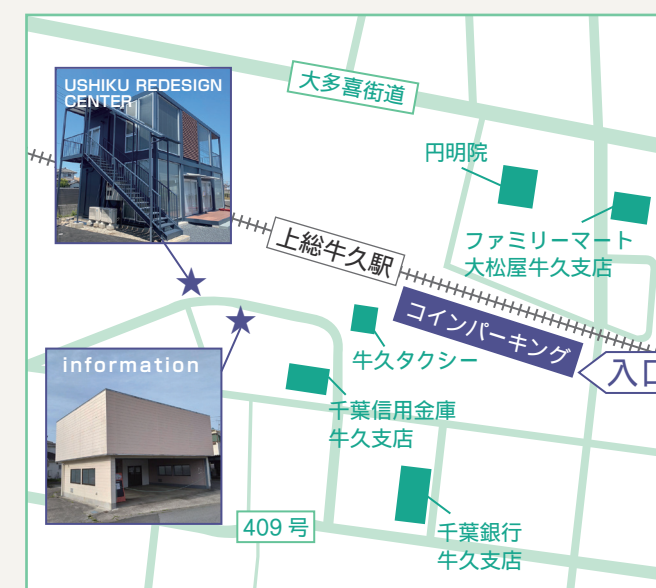 大多喜街道
USHIKU REDESIGN
CENTER
円明院
ファミリーマート
大松屋牛久支店
上総牛久駅
コインパーキング
入口
牛久タクシー
information
千葉信用金庫
牛久支店
409 号
千葉銀行
牛久支店